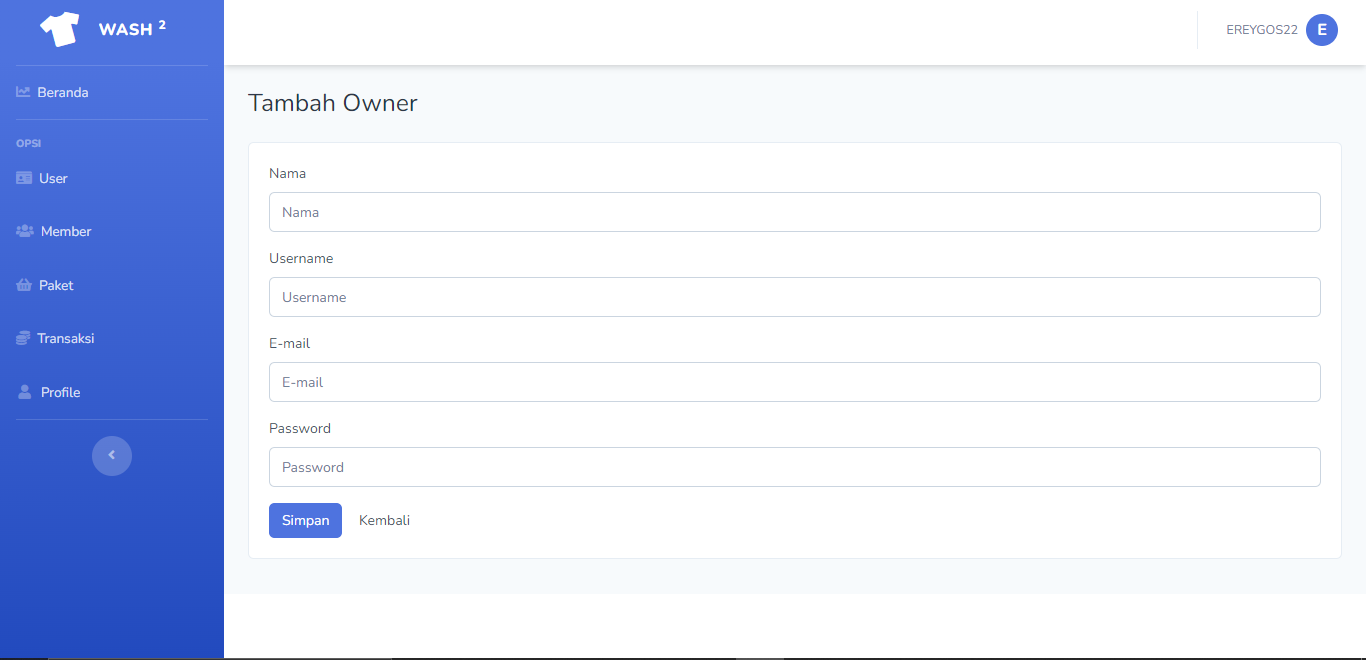 WASH 2
EREYGOS22 E
Beranda
OPSI
User
Member
Paket
Transaksi
Profile
Tambah Owner
Nama
Nama
Username
Username
E-mail
E-mail
Password
Password
Simpan Kembali